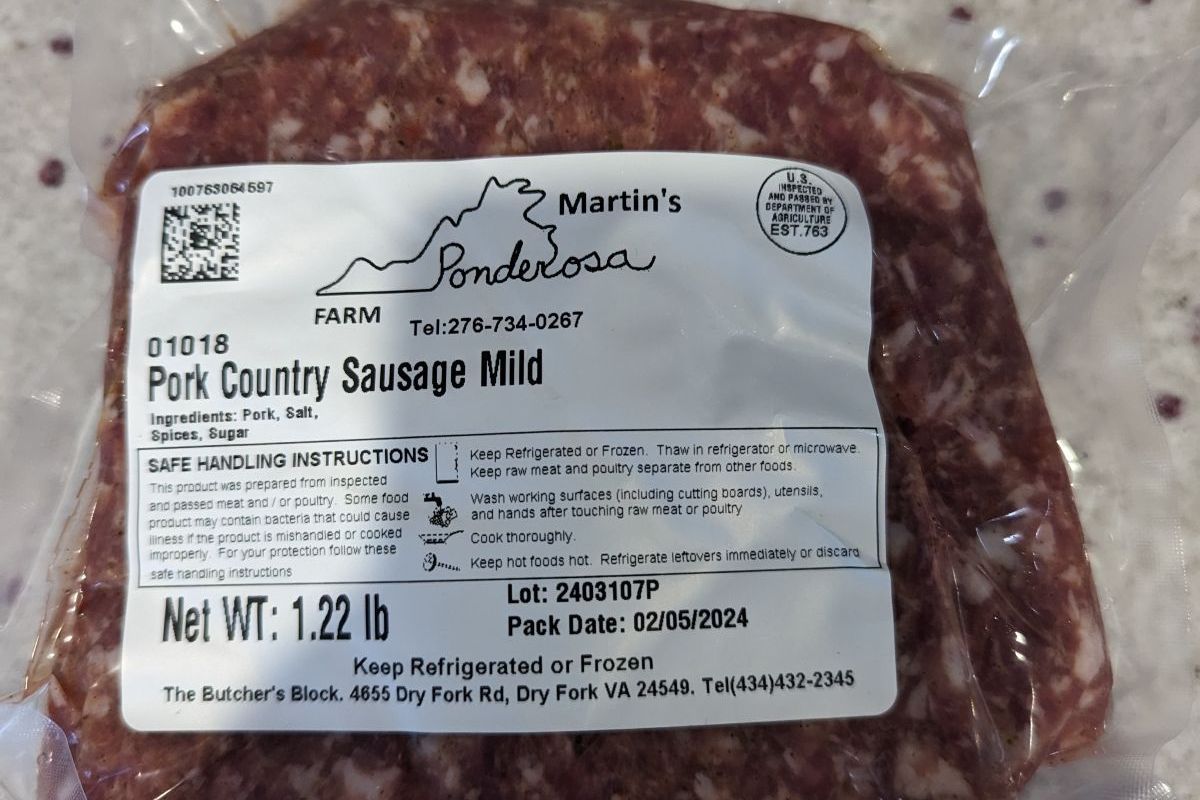 100763064597
Martin's
Ponderosa
FARM
Tel:276-734-0267
U.S.
INSPECTED
AND PASSED BY
DEPARTMENT OF
AGRICULTURE
EST.763
01018
Pork Country Sausage Mild
Ingredients: Pork, Salt,
Spices, Sugar
SAFE HANDLING INSTRUCTIONS
This product was prepared from inspected
and passed meat and / or poultry. Some food
product may contain bacteria that could cause
illness if the product is mishandled or cooked
improperly. For your protection follow these
safe handling instructions
Keep Refrigerated or Frozen. Thaw in refrigerator or microwave.
Keep raw meat and poultry separate from other foods.
Wash working surfaces (including cutting boards), utensils,
and hands after touching raw meat or poultry
Cook thoroughly.
Keep hot foods hot. Refrigerate leftovers immediately or discard
Net WT: 1.22 lb
Lot: 2403107P
Pack Date: 02/05/2024
Keep Refrigerated or Frozen
The Butcher's Block. 4655 Dry Fork Rd, Dry Fork VA 24549. Tel(434)432-2345